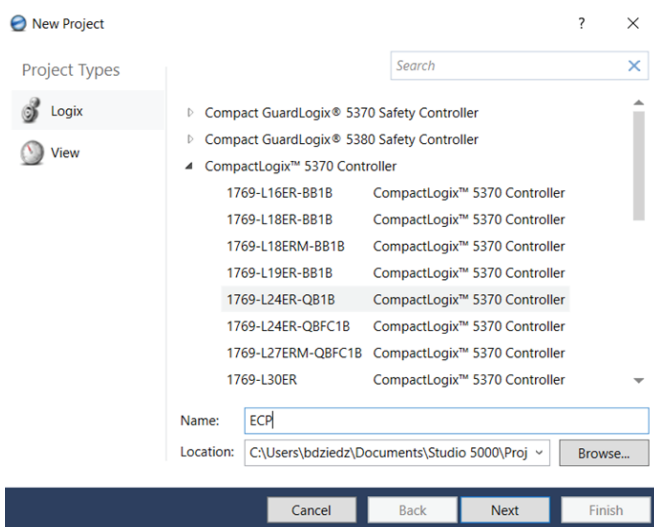 New Project
?
Project Types
Search
Logix
View
Compact GuardLogix® 5370 Safety Controller
Compact GuardLogix® 5380 Safety Controller
CompactLogix™ 5370 Controller
1769-L16ER-BB1B CompactLogix™ 5370 Controller
1769-L18ER-BB1B CompactLogix™ 5370 Controller
1769-L18ERM-BB1B CompactLogix™ 5370 Controller
1769-L19ER-BB1B CompactLogix™ 5370 Controller
1769-L24ER-QB1B CompactLogix™ 5370 Controller
1769-L24ER-QBFC1B CompactLogix™ 5370 Controller
1769-L27ERM-QBFC1B CompactLogix™ 5370 Controller
1769-L30ER CompactLogix™ 5370 Controller
Name: ECP
Location: C:\Users\bdziedz\Documents\Studio 5000\Proj Browse...
Cancel Back Next Finish